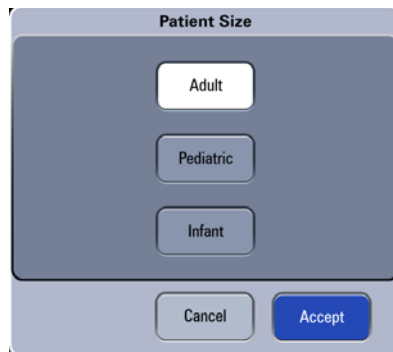 Patient Size
Adult
Pediatric
Infant
Cancel
Accept